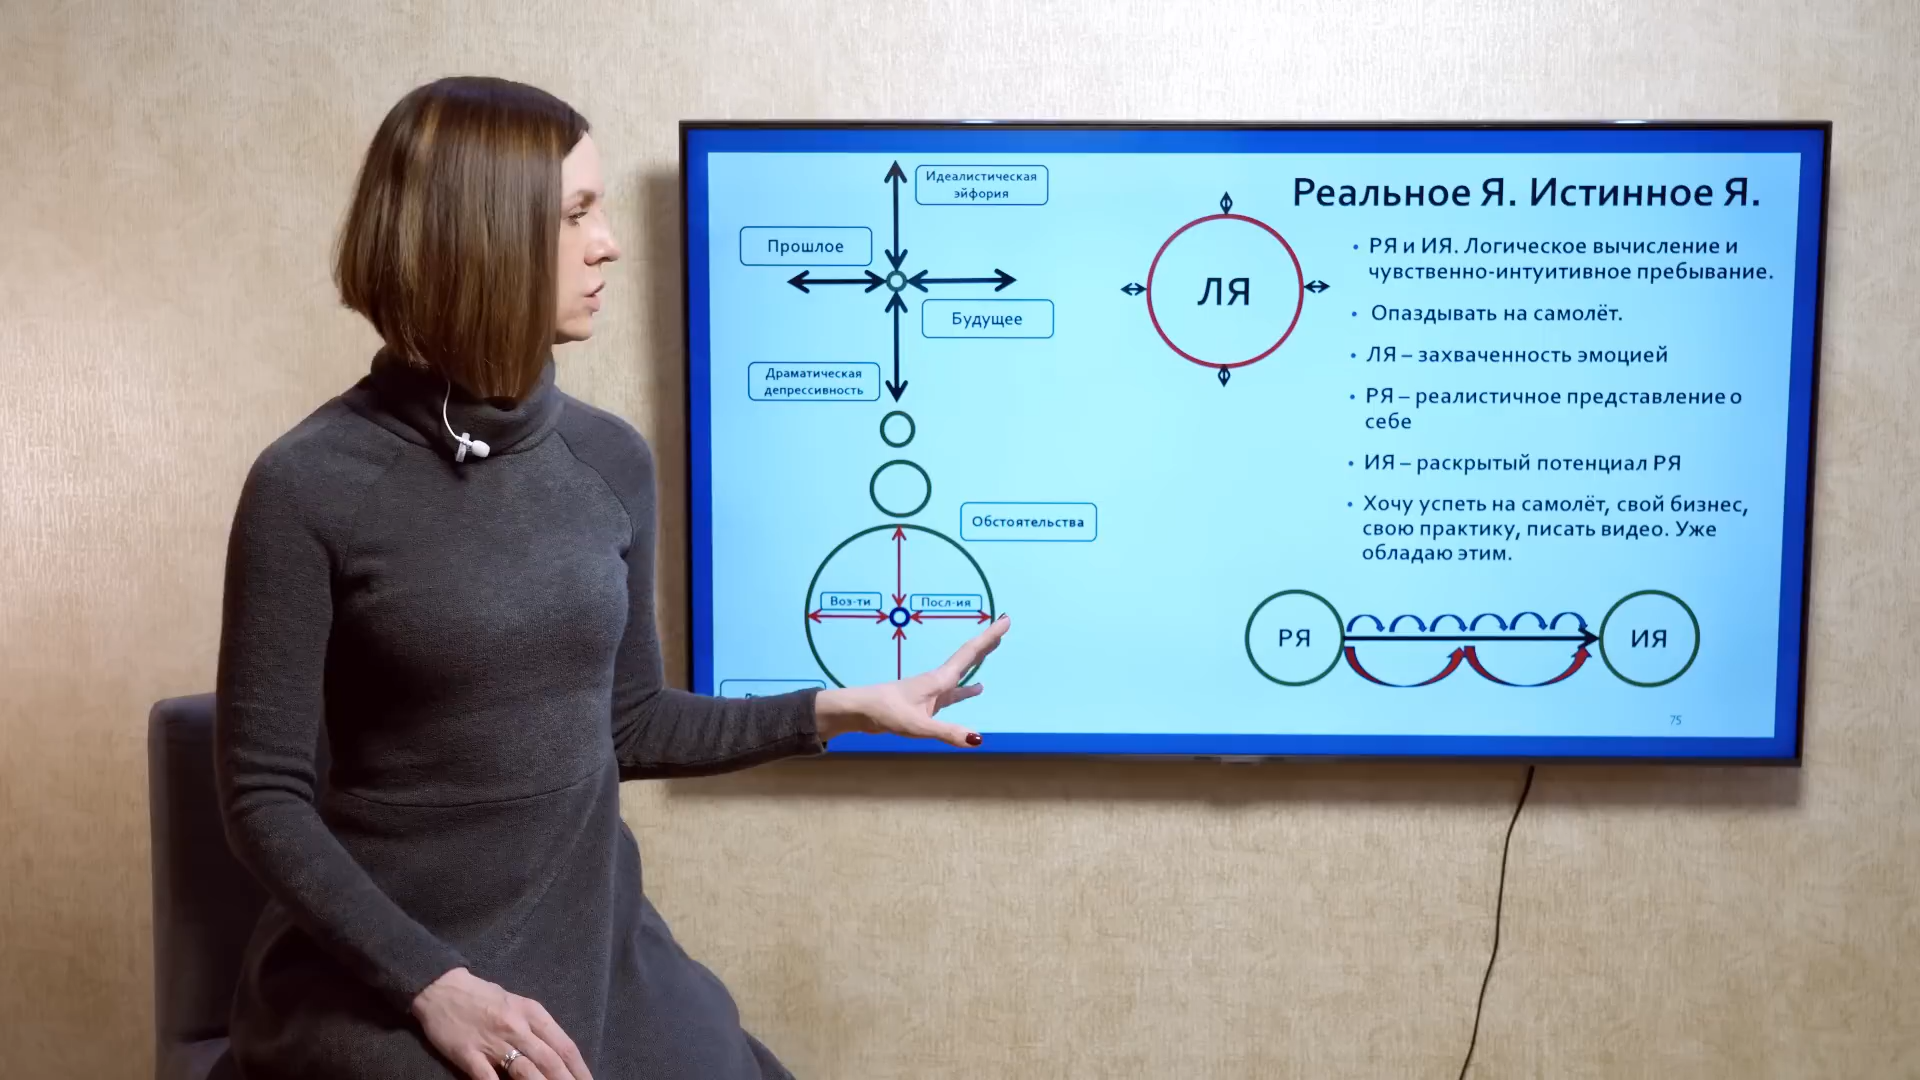 Реальное Я. Истинное Я.
Идеалистическая
эйфория
Прошлое
Будущее
Драматическая
депрессивность
Обстоятельства
Воз-ти
Посл-ия
ЛЯ
• РЯ и ИЯ. Логическое вычисление и
чувственно-интуитивное пребывание.
• Опаздывать на самолёт.
• ЛЯ – захваченность эмоцией
• РЯ – реалистичное представление о
себе
• ИЯ – раскрытый потенциал РЯ
• Хочу успеть на самолёт, свой бизнес,
свою практику, писать видео. Уже
обладаю этим.
РЯ
ИЯ
75